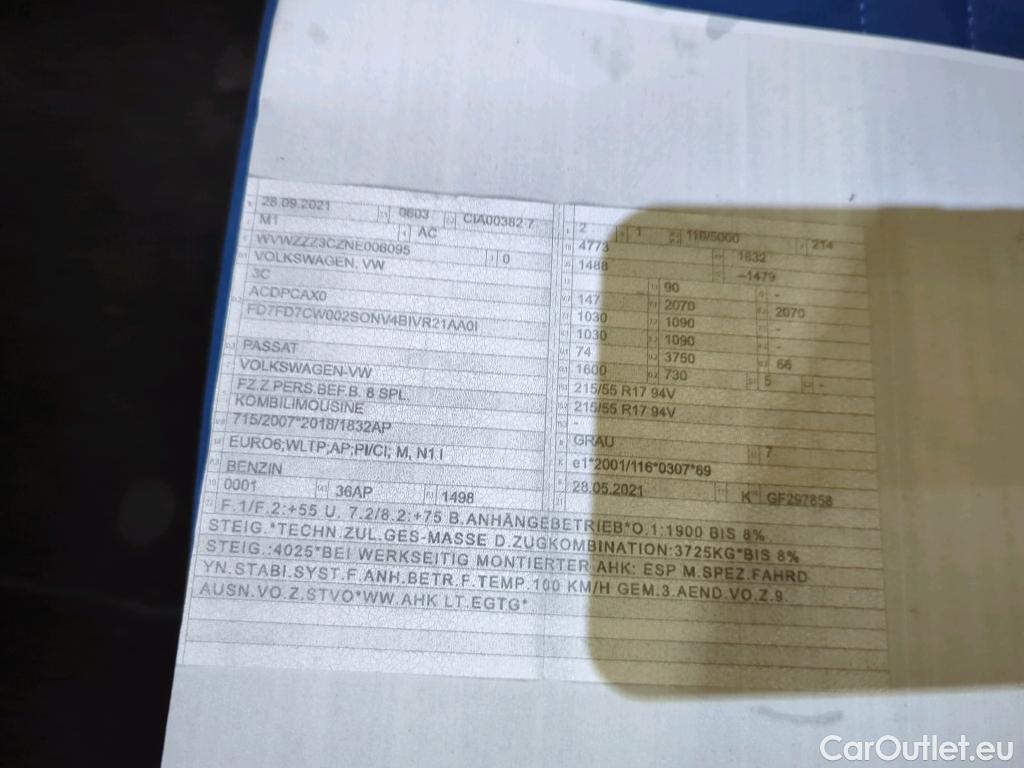 28.09.2021 0603 CIA00382 7
M1 AC
WVWZZZ3CZNE006095 0
VOLKSWAGEN, VW
3C
ACDPCAX0
FD7FD7CW002SONV4BIVR21AA0I
PASSAT
VOLKSWAGEN-VW
FZ.Z.PERS.BEF.B. 8 SPL.
KOMBILIMOUSINE
715/2007*2018/1832AP
EURO6;WLTP;AP;PI/CI; M, N1 I
BENZIN
0001 36AP 1498
2 1 110/5000 214
4773 1832
1488 –1479
90 -
147 2070 2070
1030 1090 -
1030 1090 -
74 3750 66
1600 730 5 -
215/55 R17 94V
215/55 R17 94V
-
GRAU 7
e1*2001/116*0307*69
28.05.2021 K GF297858
F.1/F.2:+55 U. 7.2/8.2:+75 B.ANHÄNGEBETRIEB*O.1:1900 BIS 8%
STEIG.*TECHN.ZUL.GES-MASSE D.ZUGKOMBINATION:3725KG*BIS 8%
STEIG.:4025*BEI WERKSEITIG MONTIERTER AHK: ESP M.SPEZ.FAHRD
YN.STABI.SYST.F.ANH.BETR.F.TEMP.100 KM/H GEM.3.AEND.VO.Z.9.
AUSN.VO.Z.STVO*WW.AHK LT.EGTG*
CarOutlet.eu